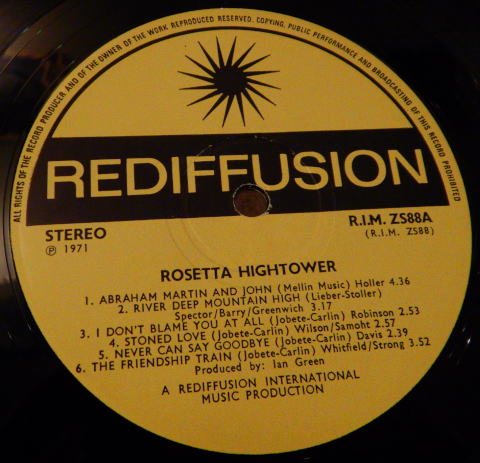 ALL RIGHTS OF THE RECORD PRODUCER AND OF THE OWNER OF THE WORK REPRODUCED RESERVED. COPYING, PUBLIC PERFORMANCE AND BROADCASTING OF THIS RECORD PROHIBITED
REDIFFUSION
STEREO
R.I.M. ZS88A
Ⓟ 1971
(R.I.M. ZS88)
ROSETTA HIGHTOWER
1. ABRAHAM MARTIN AND JOHN (Mellin Music) Holler 4.36
2. RIVER DEEP MOUNTAIN HIGH (Lieber-Stoller)
Spector/Barry/Greenwich 3.17
3. I DON'T BLAME YOU AT ALL (Jobete-Carlin) Robinson 2.53
4. STONED LOVE (Jobete-Carlin) Wilson/Samoht 2.57
5. NEVER CAN SAY GOODBYE (Jobete-Carlin) Davis 2.39
6. THE FRIENDSHIP TRAIN (Jobete-Carlin) Whitfield/Strong 3.52
Produced by: Ian Green
A REDIFFUSION INTERNATIONAL
MUSIC PRODUCTION